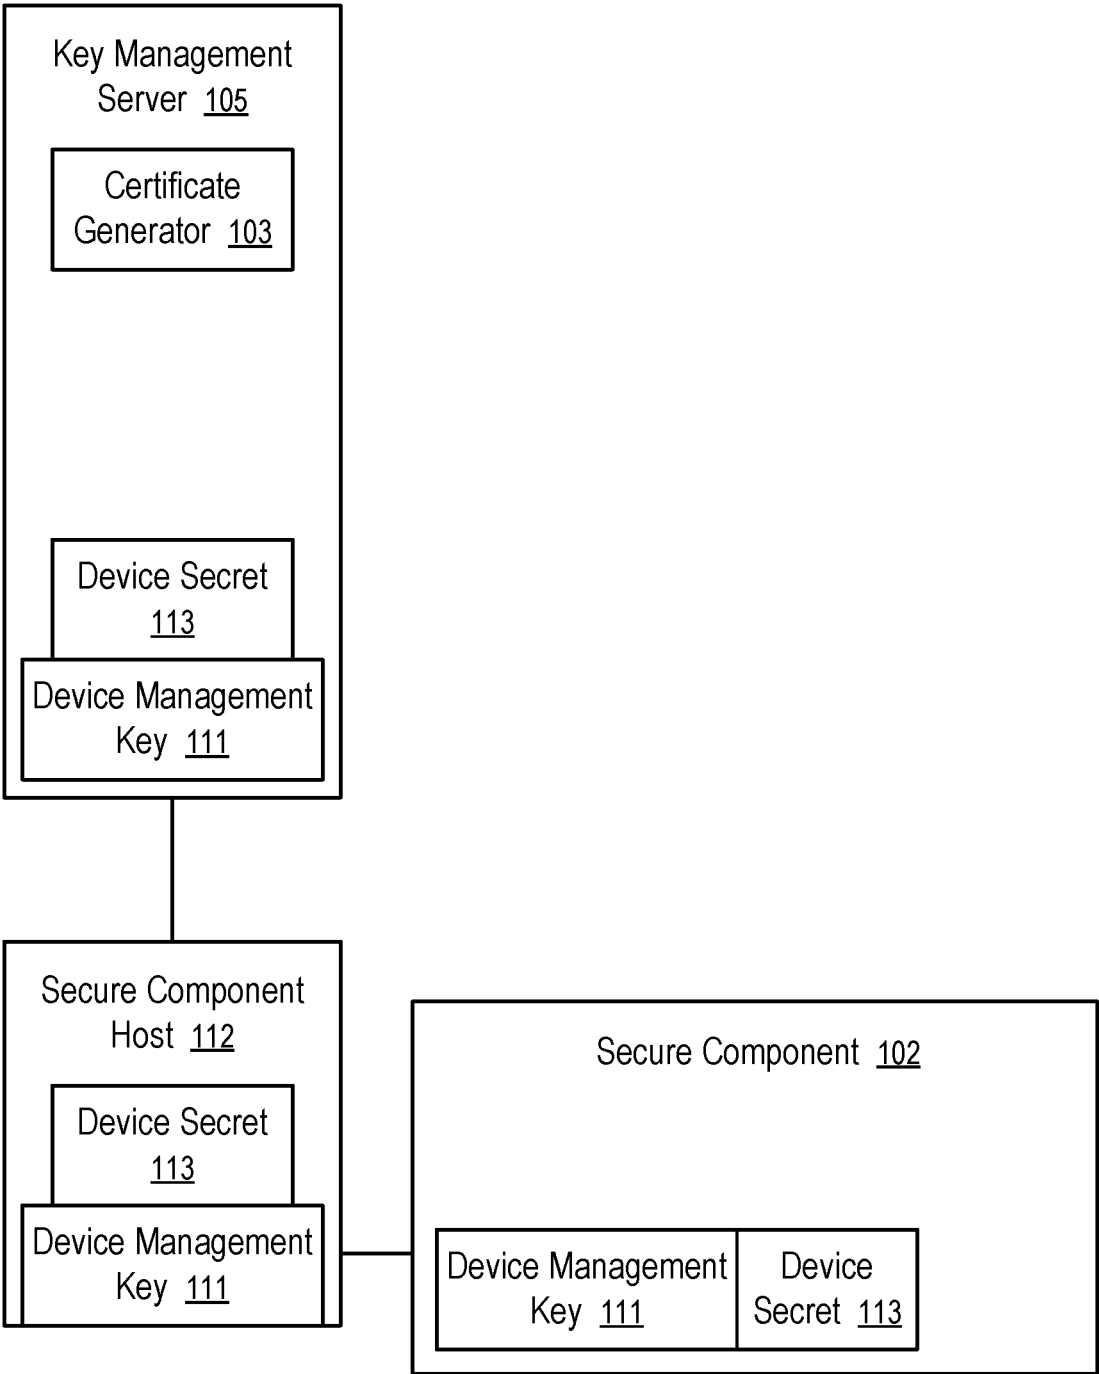 Key Management
Server 105
Certificate
Generator 103
Device Secret
113
Device Management
Key 111
Secure Component
Host 112
Device Secret
113
Device Management
Key 111
Secure Component 102
Device Management
Key 111
Device
Secret 113